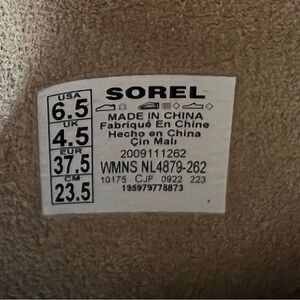 USA
6.5
UK
4.5
EUR
37.5
CM
23.5
SOREL
MADE IN CHINA
Fabriqué En Chine
Hecho en China
Çin Malı
2009111262
WMNS NL4879-262
10175 CJF 0922 223
195979778873